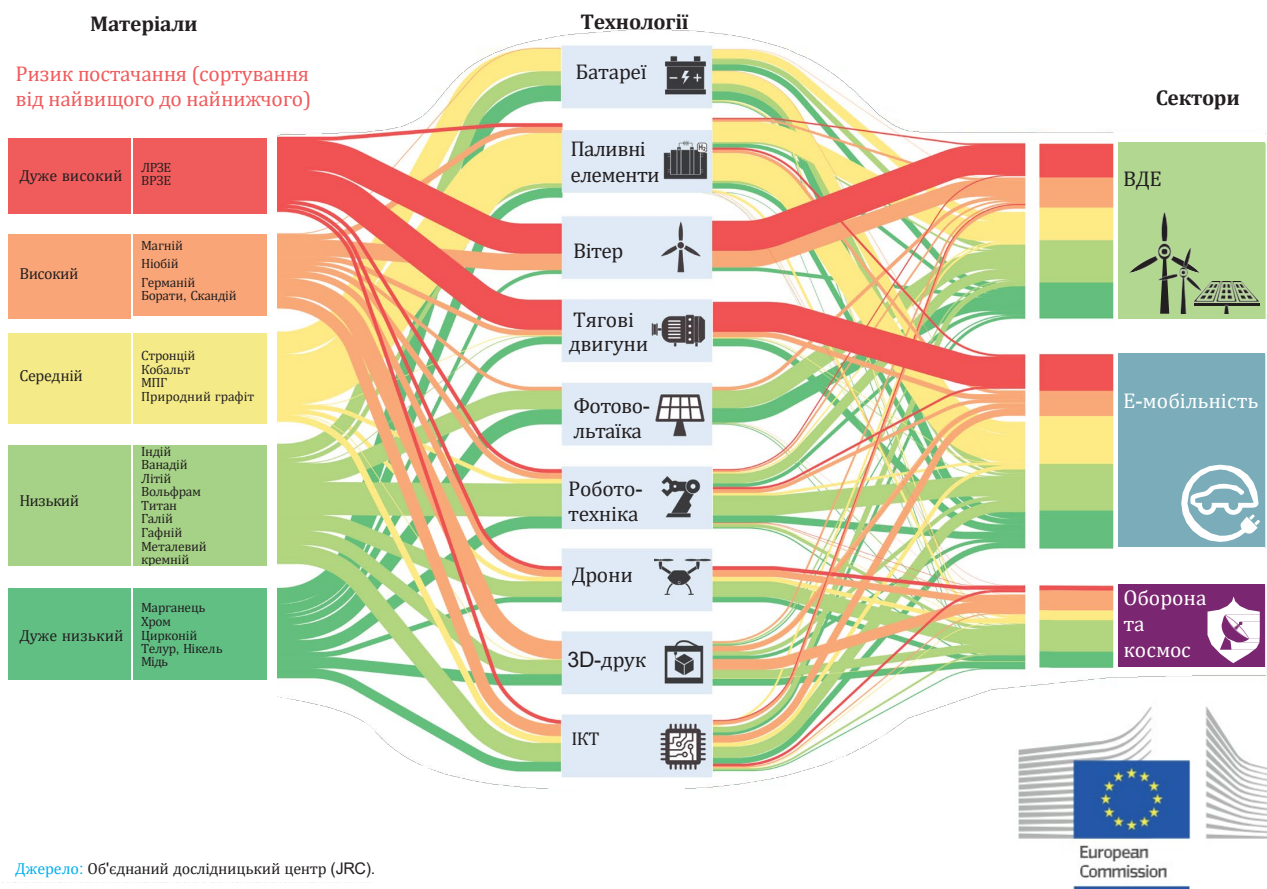 Матеріали
Технології
Сектори
Ризик постачання (сортування
від найвищого до найнижчого)
Дуже високий
ЛРЗЕ
ВРЗЕ
Високий
Магній
Ніобій
Германій
Борати, Скандій
Середній
Стронцій
Кобальт
МПГ
Природний графіт
Низький
Індій
Ванадій
Літій
Вольфрам
Титан
Галій
Гафній
Металевий
кремній
Дуже низький
Марганець
Хром
Цирконій
Телур, Нікель
Мідь
Батареї
Паливні
елементи
H2
Вітер
Тягові
двигуни
Фотово-
льтаїка
Робото-
техніка
Дрони
3D-друк
ІКТ
ВДЕ
Е-мобільність
Оборона
та
космос
European
Commission
Джерело: Об'єднаний дослідницький центр (JRC).